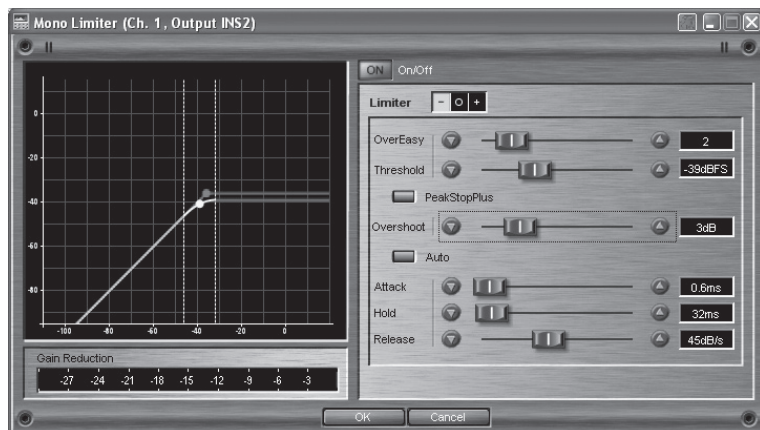 Mono Limiter (Ch. 1, Output INS2)
ON On/Off
Limiter - O +
OverEasy 2
Threshold -39dBFS
PeakStopPlus
Overshoot 3dB
Auto
Attack 0.6ms
Hold 32ms
Release 45dB/s
0
-20
-40
-60
-80
-100 -80 -60 -40 -20 0
Gain Reduction
-27 -24 -21 -18 -15 -12 -9 -6 -3
OK Cancel